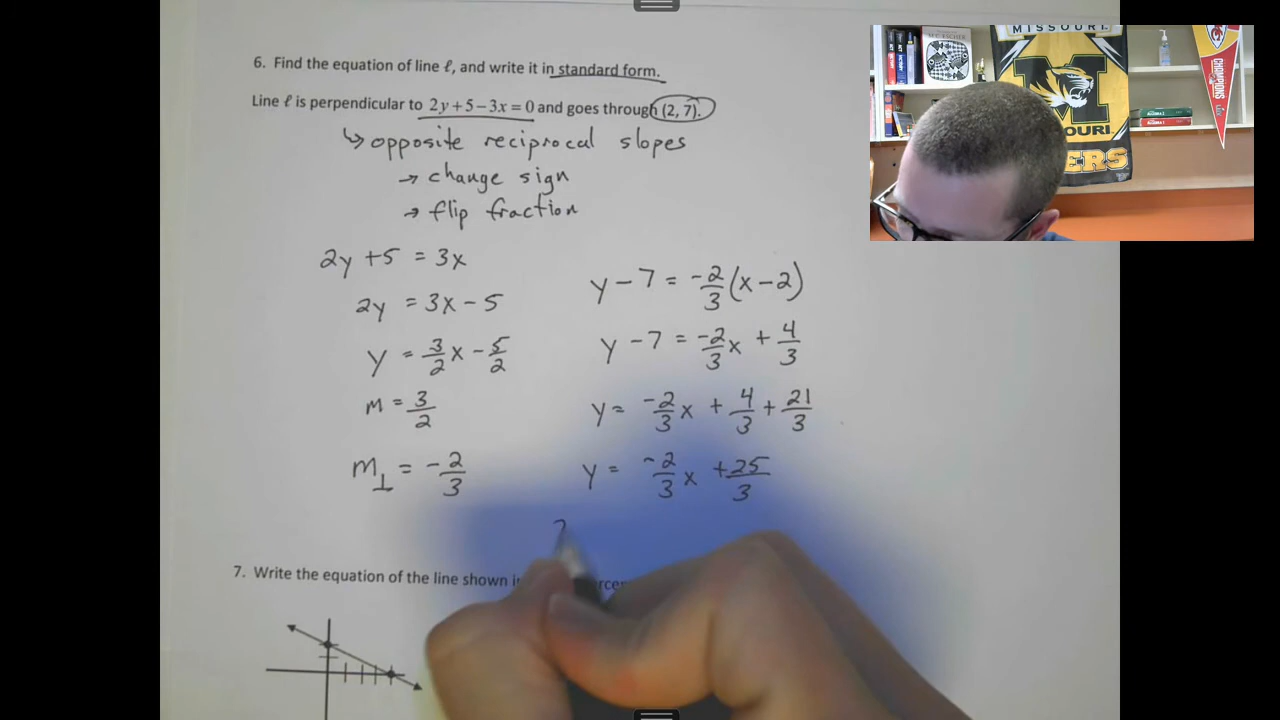 6. Find the equation of line ℓ, and write it in standard form.
Line ℓ is perpendicular to 2y+5−3x=0 and goes through (2, 7).
↳ opposite reciprocal slopes
→ change sign
→ flip fraction
2y +5 = 3x
2y = 3x − 5
y = 3/2 x − 5/2
m = 3/2
m⊥ = −2/3
y − 7 = −2/3 (x − 2)
y − 7 = −2/3 x + 4/3
y = −2/3 x + 4/3 + 21/3
y = −2/3 x + 25/3
7. Write the equation of the line shown
MISSOURI
M
OURI
ERS
CHAMPIONS
KC